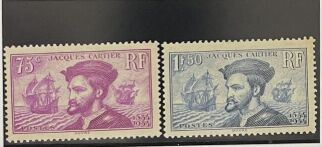 75c JACQUES CARTIER RF
POSTES 1534
1934
1F50 JACQUES CARTIER RF
POSTES 1534
1934